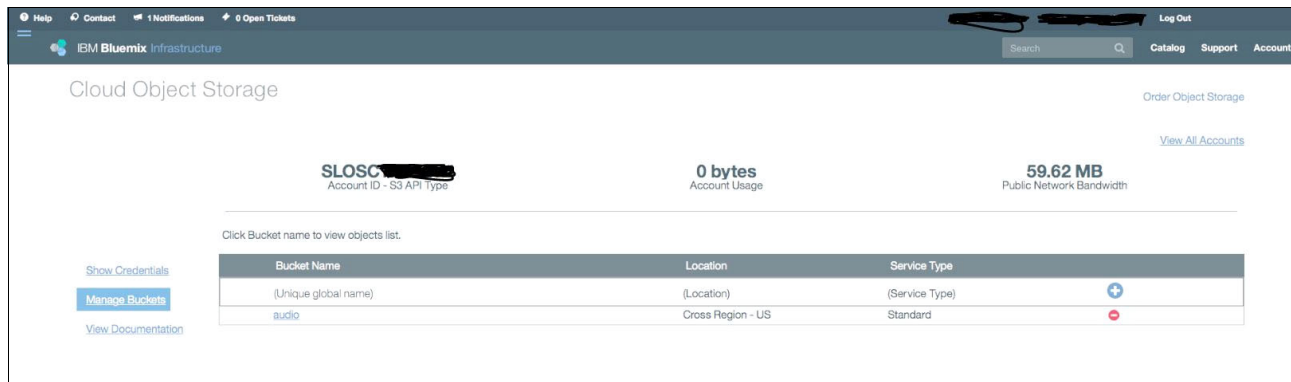 Help Contact 1 Notifications 0 Open Tickets Log Out
IBM Bluemix Infrastructure Search Catalog Support Account
Cloud Object Storage
Order Object Storage
View All Accounts
SLOSC 0 bytes 59.62 MB
Account ID - S3 API Type Account Usage Public Network Bandwidth
Click Bucket name to view objects list.
Show Credentials
Manage Buckets
View Documentation
Bucket Name Location Service Type
(Unique global name) (Location) (Service Type)
audio Cross Region - US Standard